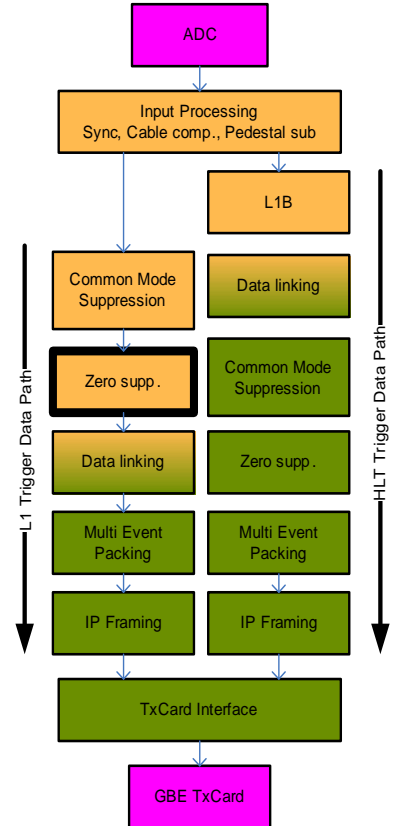 ADC
Input Processing
Sync, Cable comp., Pedestal sub
L1B
Common Mode
Suppression
Data linking
Zero supp.
Common Mode
Suppression
Data linking
Zero supp.
Multi Event
Packing
Multi Event
Packing
IP Framing
IP Framing
TxCard Interface
GBE TxCard
L1 Trigger Data Path
HLT Trigger Data Path